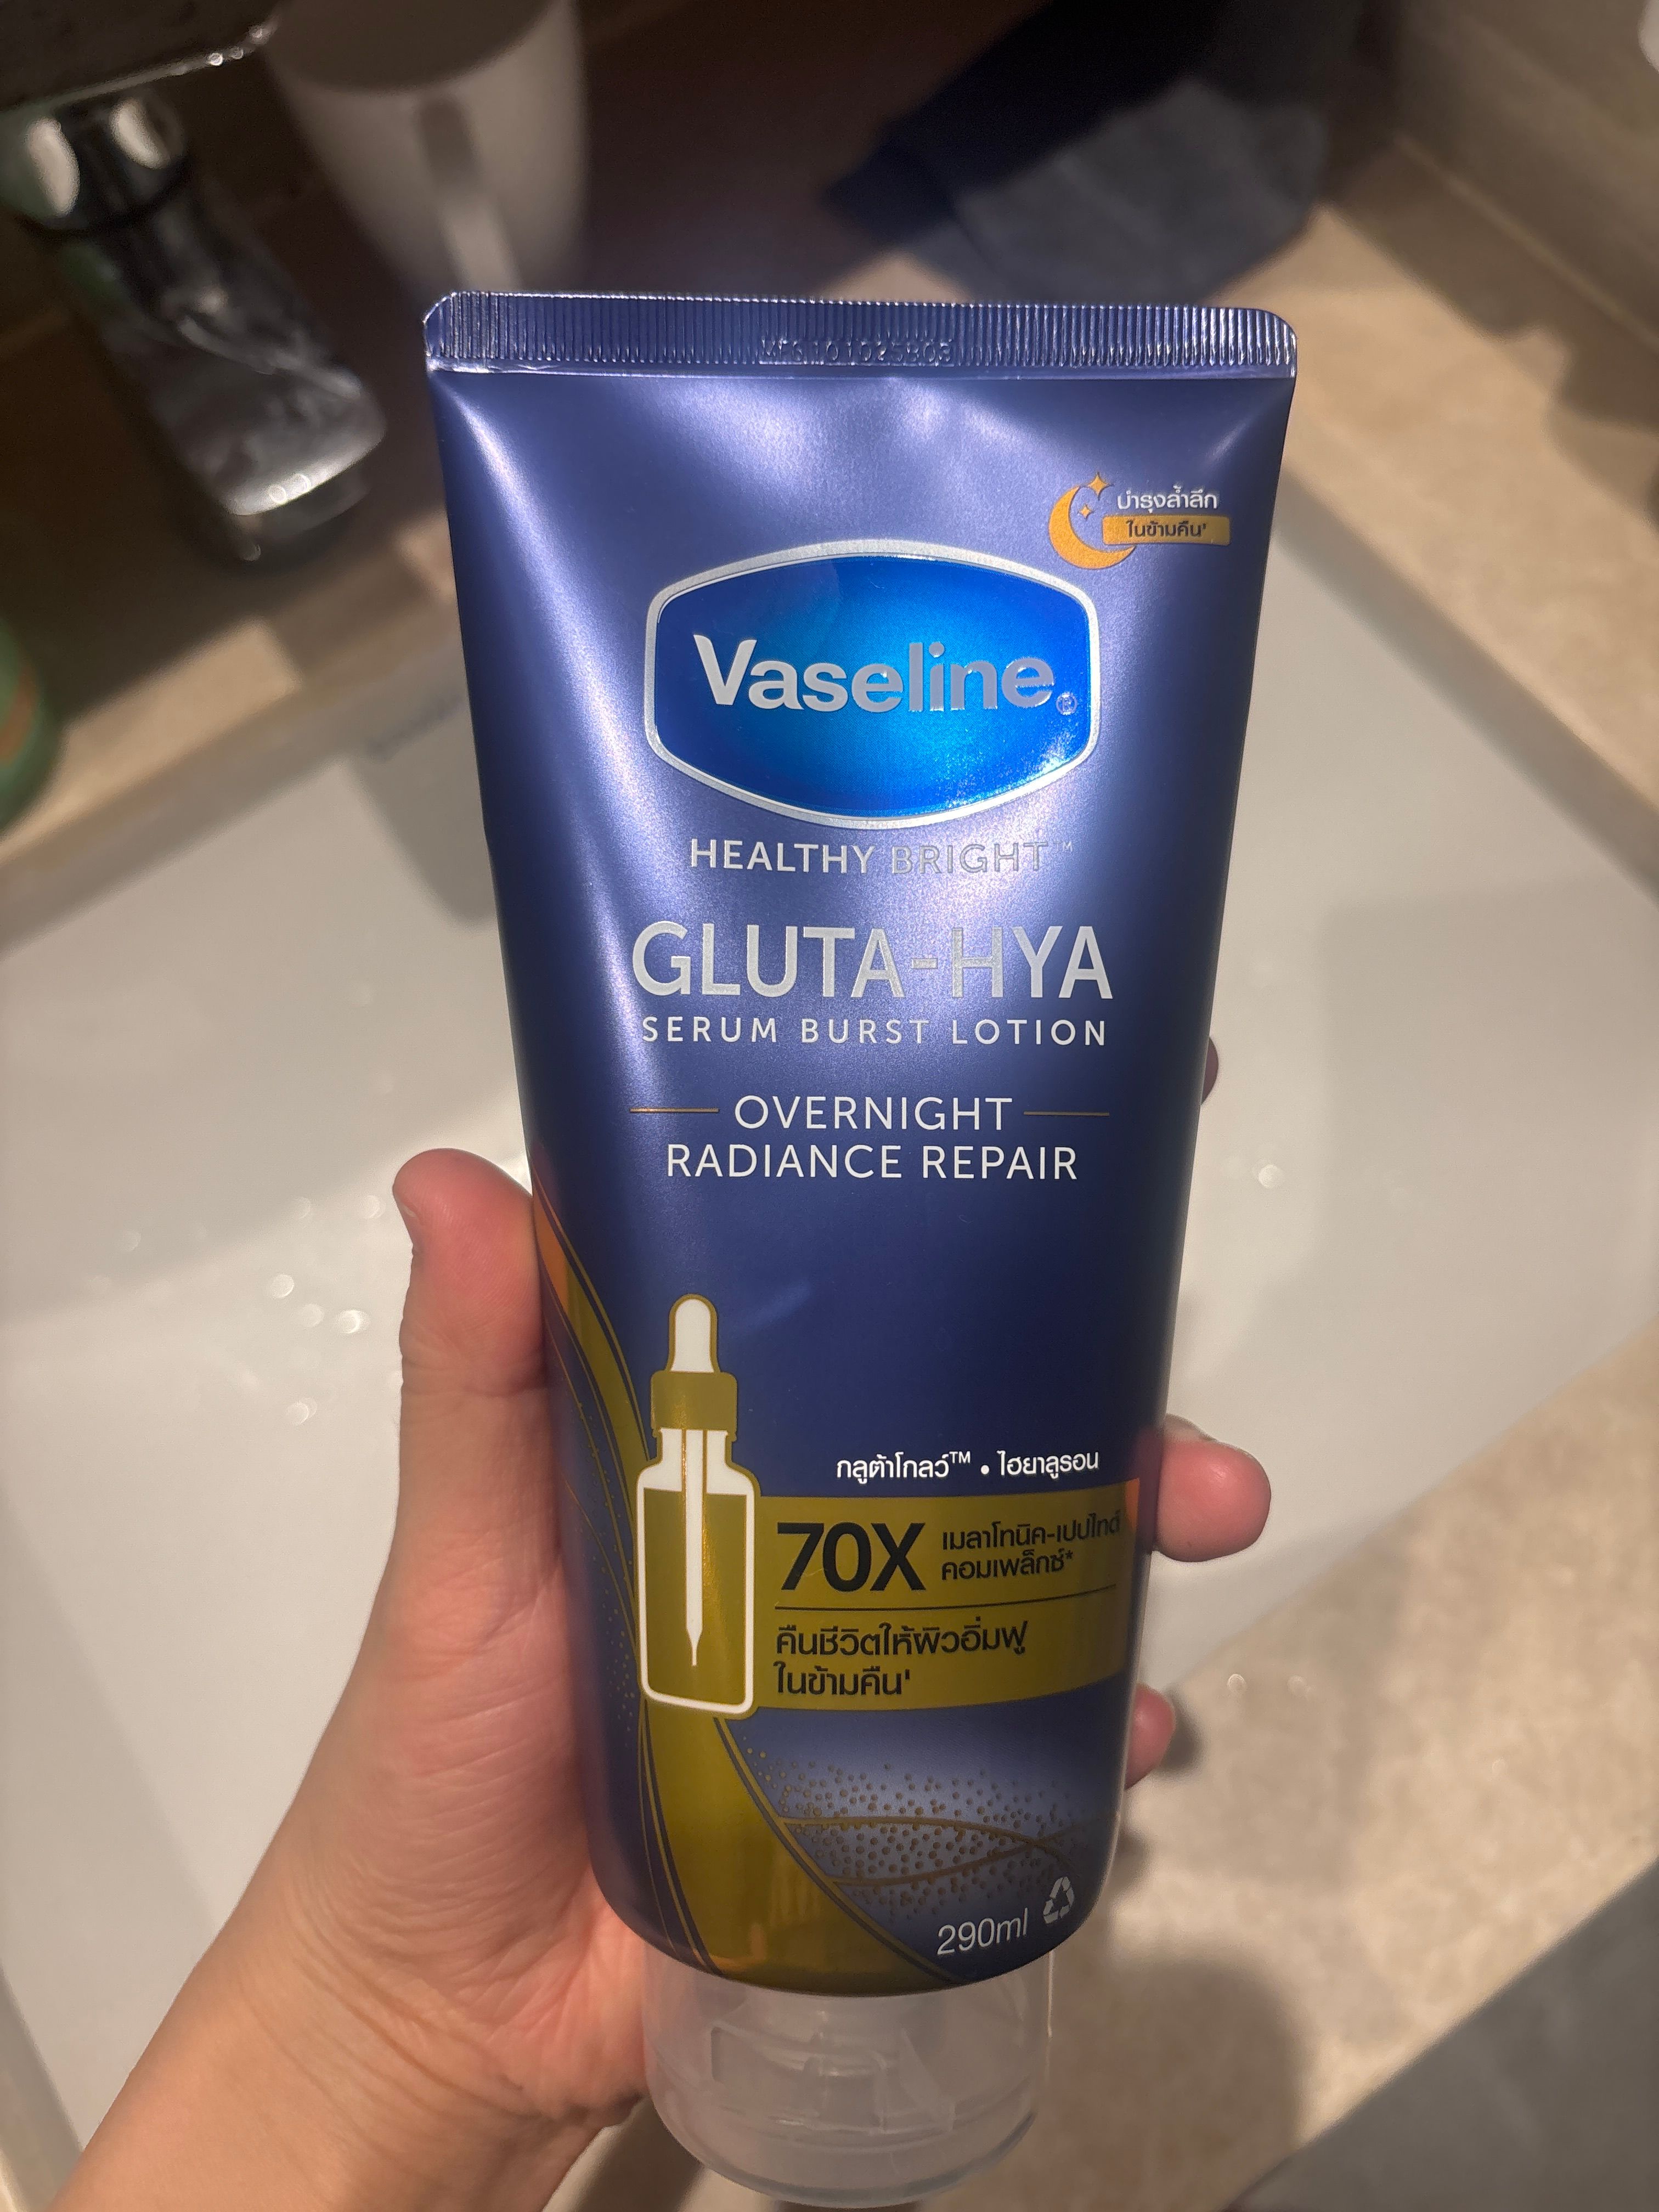 บำรุงล้ำลึก
ในข้ามคืน¹
Vaseline®
HEALTHY BRIGHT™
GLUTA-HYA
SERUM BURST LOTION
OVERNIGHT
RADIANCE REPAIR
กลูต้าโกลว์™ • ไฮยาลูรอน
70X เมลาโทนิค-เปปไทด์
คอมเพล็กซ์*
คืนชีวิตให้ผิวอิ่มฟู
ในข้ามคืน¹
290ml